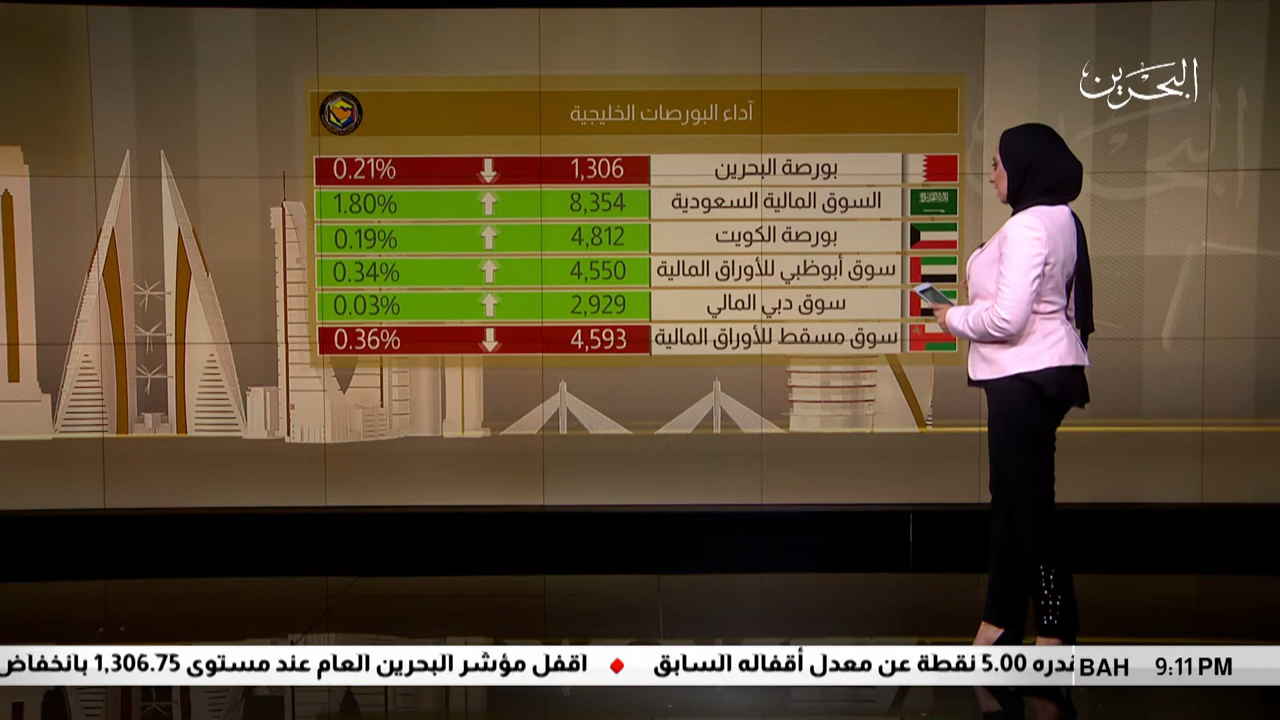 البحرين
آداء البورصات الخليجية
بورصة البحرين 1,306 0.21%
السوق المالية السعودية 8,354 1.80%
بورصة الكويت 4,812 0.19%
سوق أبوظبي للأوراق المالية 4,550 0.34%
سوق دبي المالي 2,929 0.03%
سوق مسقط للأوراق المالية 4,593 0.36%
BAH 9:11 PM
5.00 نقطة عن معدل أقفاله السابق اقفل مؤشر البحرين العام عند مستوى 1,306.75 بانخفاض